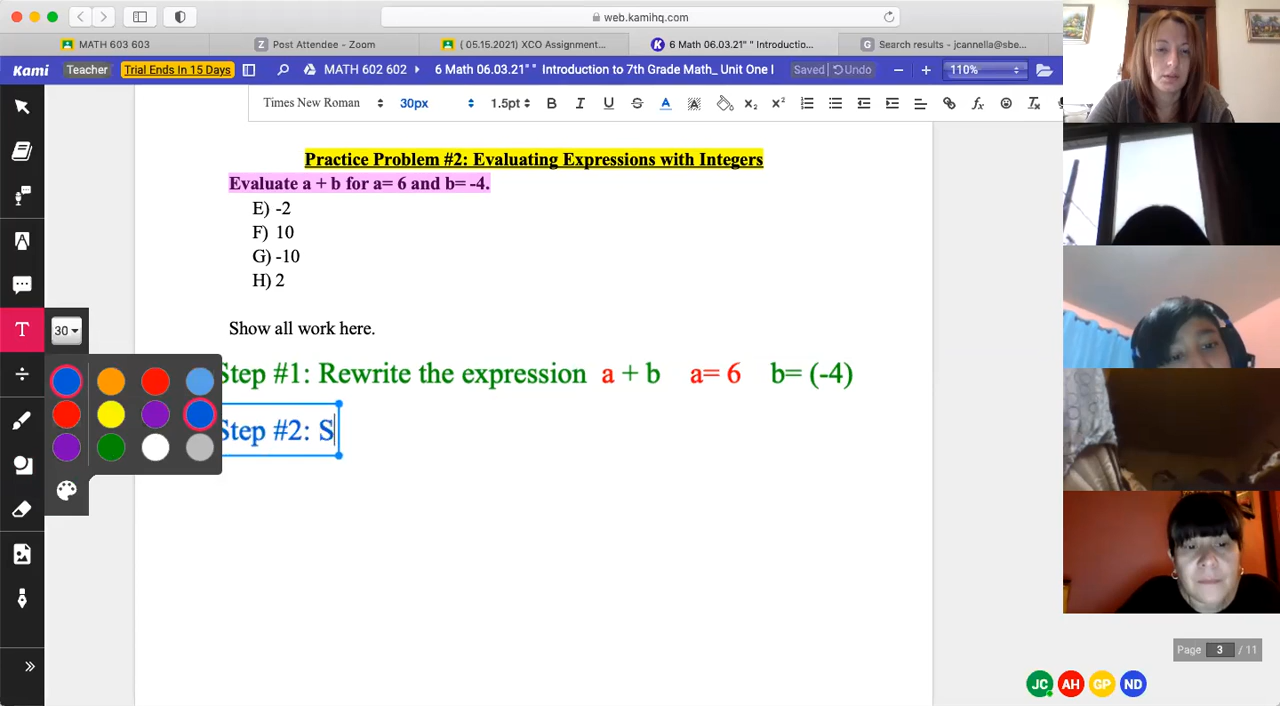 web.kamihq.com
MATH 603 603
Post Attendee - Zoom
( 05.15.2021) XCO Assignment...
6 Math 06.03.21" " Introductio...
Search results - jcannella@sbe...
Kami
Teacher
Trial Ends In 15 Days
MATH 602 602
6 Math 06.03.21" " Introduction to 7th Grade Math_ Unit One I
Saved
Undo
110%
Times New Roman
30px
1.5pt
Practice Problem #2: Evaluating Expressions with Integers
Evaluate a + b for a= 6 and b= -4.
E) -2
F) 10
G) -10
H) 2
Show all work here.
30
Step #1: Rewrite the expression a + b a= 6 b= (-4)
Step #2: S
Page 3 / 11
JC AH GP ND